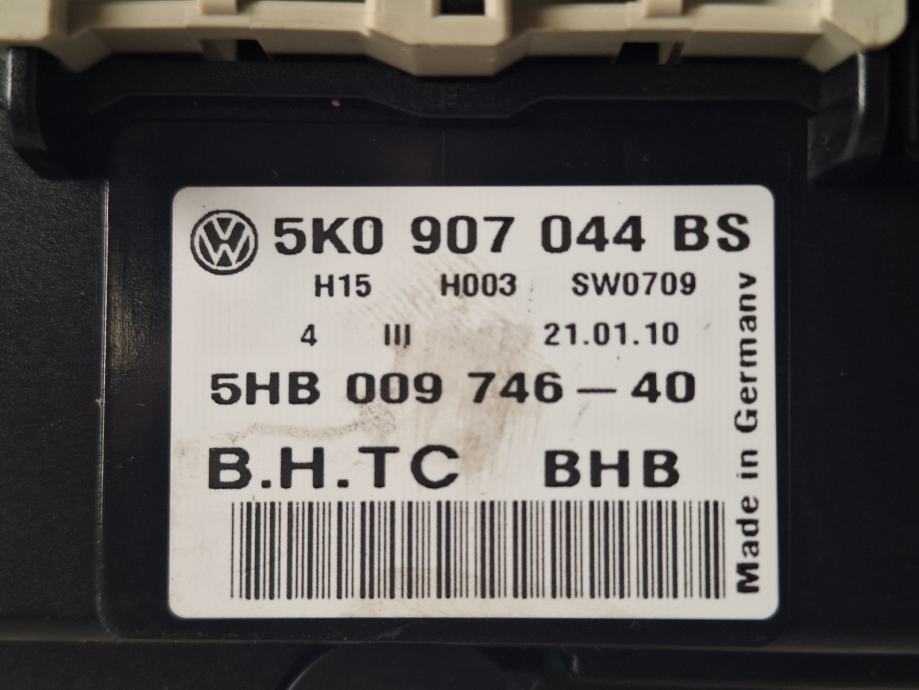 5K0 907 044 BS
H15 H003 SW0709
4 III 21.01.10
5HB 009 746 – 40
B.H.TC BHB
Made in Germany